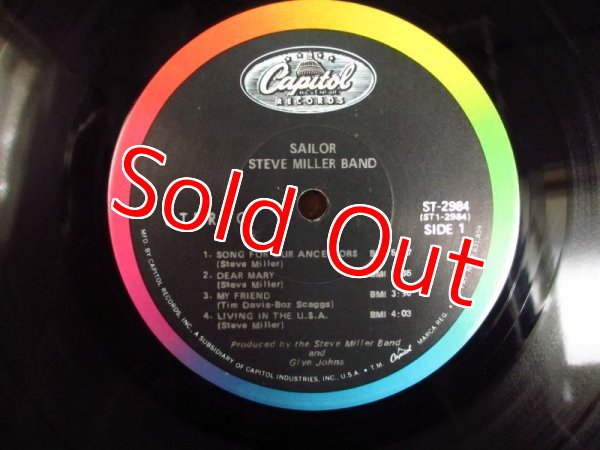 Capitol
RECORDS
SAILOR
STEVE MILLER BAND
ST-2984
(ST1-2984)
SIDE 1
Sold Out
1. SONG FOR OUR ANCESTORS
(Steve Miller)
2. DEAR MARY
(Steve Miller)
3. MY FRIEND BMI 3:30
(Tim Davis-Boz Scaggs)
4. LIVING IN THE U.S.A. BMI 4:03
(Steve Miller)
Produced by the Steve Miller Band
and
Glyn Johns
MFD. BY CAPITOL RECORDS, INC., A SUBSIDIARY OF CAPITOL INDUSTRIES, INC., U.S.A. • T.M. Capitol MARCA REG.